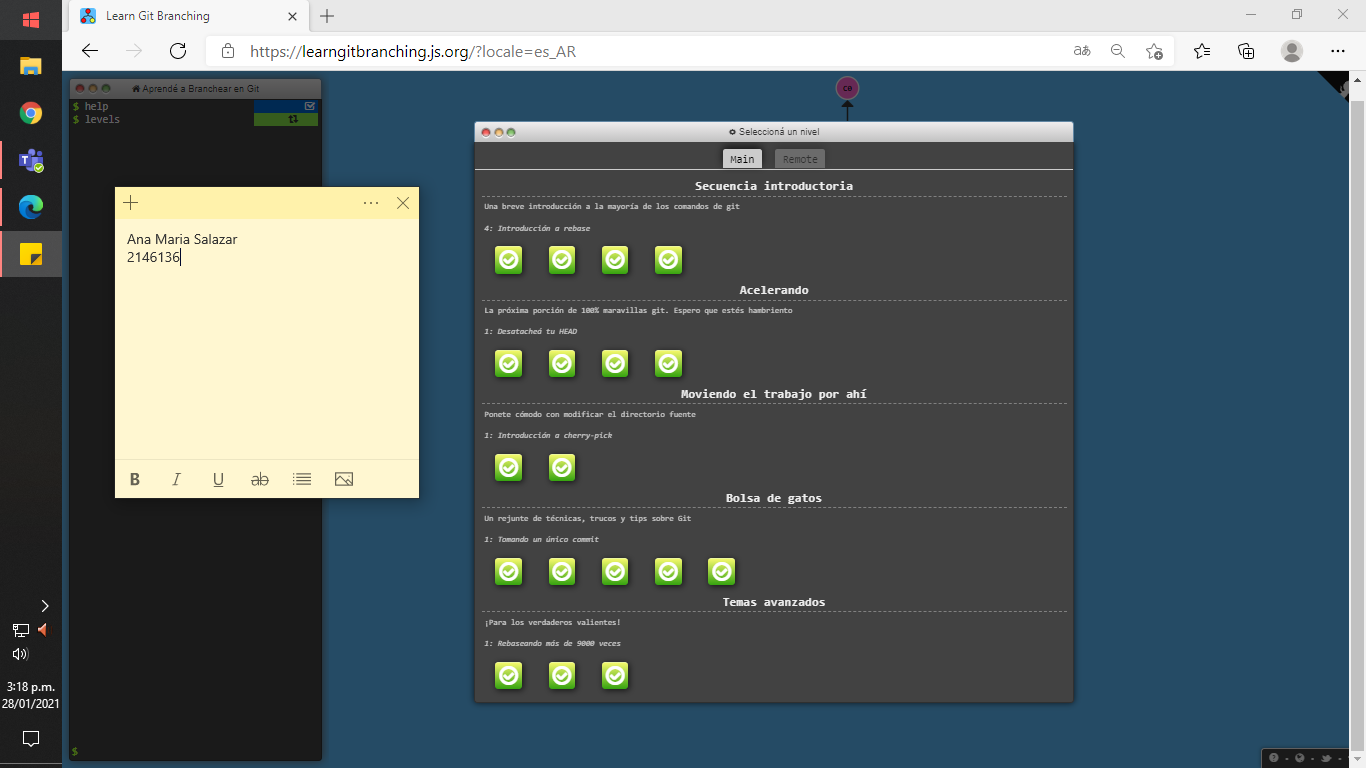 Learn Git Branching
https://learngitbranching.js.org/?locale=es_AR
Aprendé a Branchear en Git
$ help
$ levels
Ana Maria Salazar
2146136
B I U ab
$
3:18 p.m.
28/01/2021
Seleccioná un nivel
Main Remote
Secuencia introductoria
Una breve introducción a la mayoría de los comandos de git
4: Introducción a rebase
Acelerando
La próxima porción de 100% maravillas git. Espero que estés hambriento
1: Desatacheá tu HEAD
Moviendo el trabajo por ahí
Ponete cómodo con modificar el directorio fuente
1: Introducción a cherry-pick
Bolsa de gatos
Un rejunte de técnicas, trucos y tips sobre Git
1: Tomando un único commit
Temas avanzados
¡Para los verdaderos valientes!
1: Rebaseando más de 9000 veces